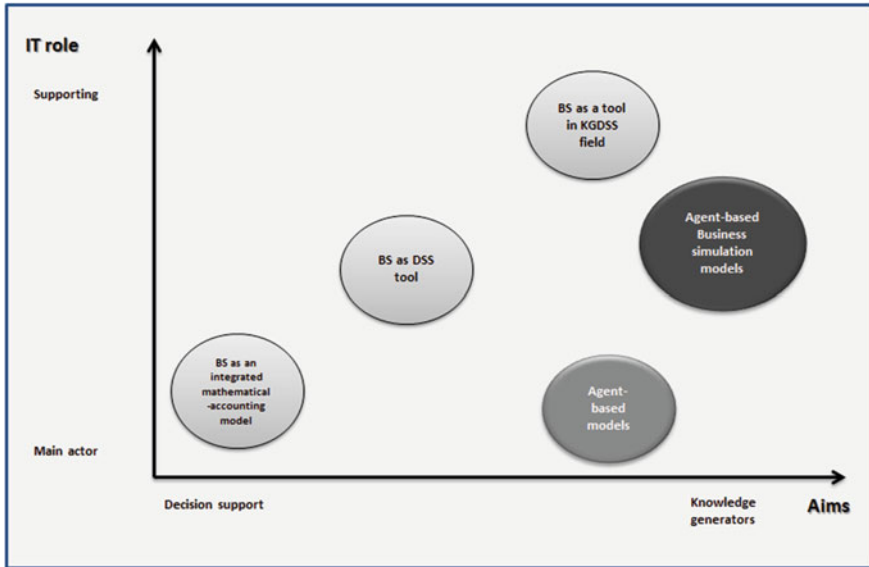 IT role
Supporting
BS as a tool
in KGDSS
field
Agent-based
Business
simulation
models
BS as DSS
tool
BS as an
integrated
mathematical
-accounting
model
Agent-
based
models
Main actor
Decision support
Knowledge
generators
Aims